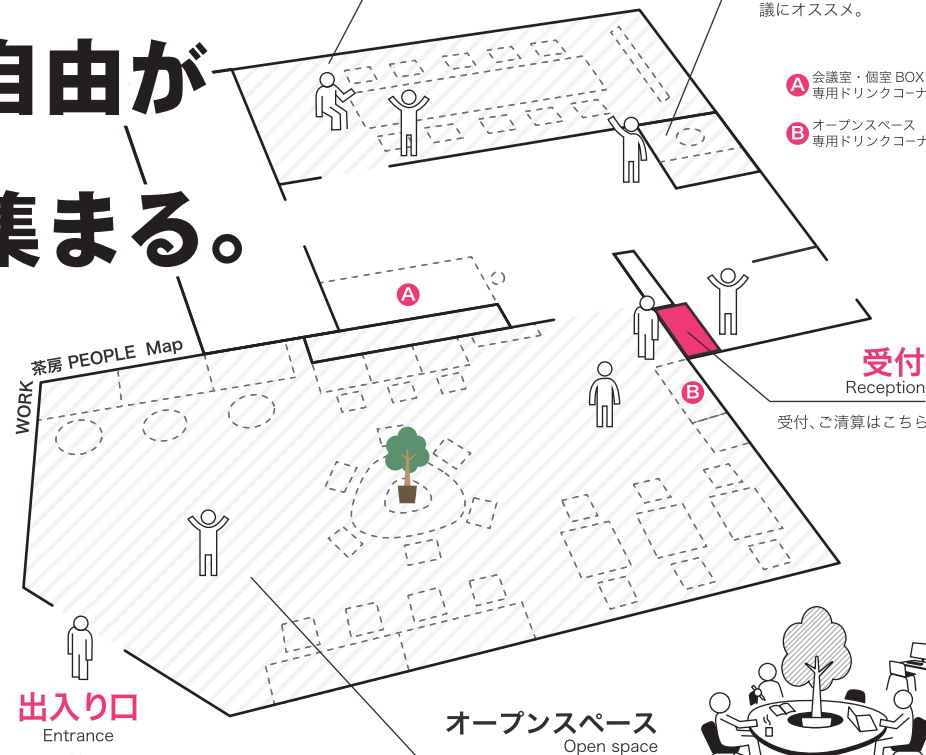 議にオススメ。
自由が
A 会議室・個室 BOX
専用ドリンクコーナ
B オープンスペース
専用ドリンクコーナ
集まる。
A
茶房 PEOPLE Map
WORK
受付
Reception
B
受付、ご清算はこちら
出入り口
Entrance
オープンスペース
Open space